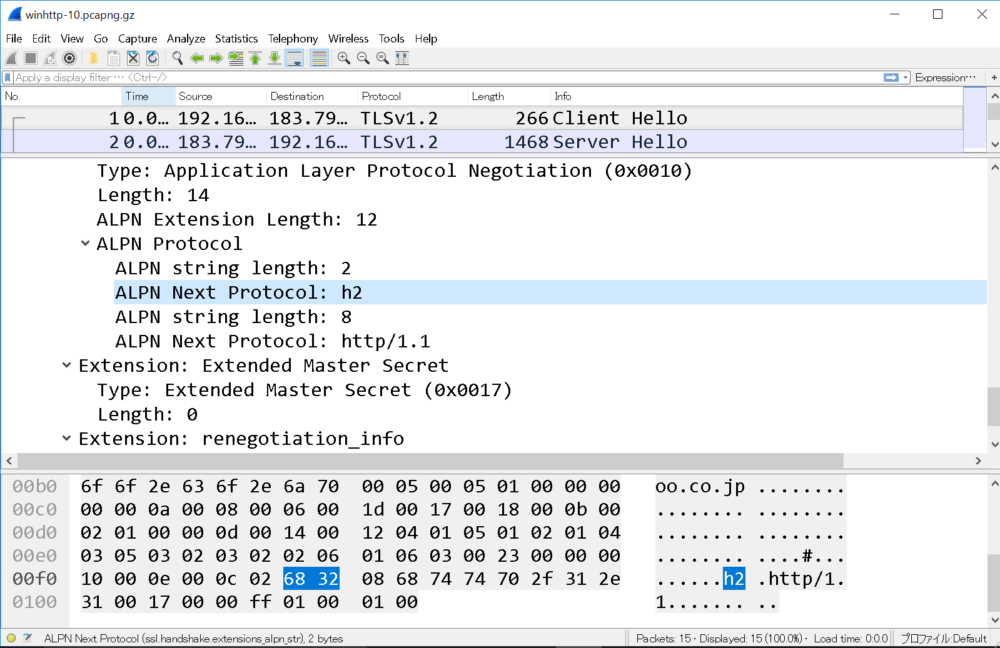 winhttp-10.pcapng.gz
File Edit View Go Capture Analyze Statistics Telephony Wireless Tools Help
Apply a display filter ··· <Ctrl-/> Expression··· +
No. Time Source Destination Protocol Length Info
1 0.0… 192.16… 183.79… TLSv1.2 266 Client Hello
2 0.0… 183.79… 192.16… TLSv1.2 1468 Server Hello
Type: Application Layer Protocol Negotiation (0x0010)
Length: 14
ALPN Extension Length: 12
ALPN Protocol
ALPN string length: 2
ALPN Next Protocol: h2
ALPN string length: 8
ALPN Next Protocol: http/1.1
Extension: Extended Master Secret
Type: Extended Master Secret (0x0017)
Length: 0
Extension: renegotiation_info
00b0 6f 6f 2e 63 6f 2e 6a 70 00 05 00 05 01 00 00 00 oo.co.jp ........
00c0 00 00 0a 00 08 00 06 00 1d 00 17 00 18 00 0b 00 ........ ........
00d0 02 01 00 00 0d 00 14 00 12 04 01 05 01 02 01 04 ........ ........
00e0 03 05 03 02 03 02 02 06 01 06 03 00 23 00 00 00 ........ ....#...
00f0 10 00 0e 00 0c 02 68 32 08 68 74 74 70 2f 31 2e ......h2 .http/1.
0100 31 00 17 00 00 ff 01 00 01 00 1....... ..
ALPN Next Protocol (ssl.handshake.extensions_alpn_str), 2 bytes Packets: 15 · Displayed: 15 (100.0%) · Load time: 0:0.0 プロファイル:Default